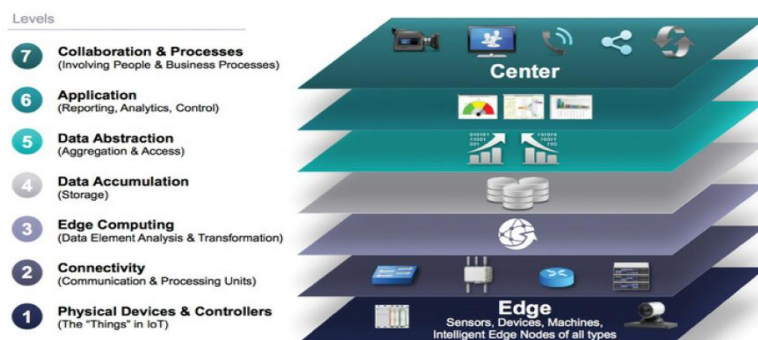 Levels
7 Collaboration & Processes
(Involving People & Business Processes)
6 Application
(Reporting, Analytics, Control)
5 Data Abstraction
(Aggregation & Access)
4 Data Accumulation
(Storage)
3 Edge Computing
(Data Element Analysis & Transformation)
2 Connectivity
(Communication & Processing Units)
1 Physical Devices & Controllers
(The “Things” in IoT)
Center
Edge
Sensors, Devices, Machines,
Intelligent Edge Nodes of all types